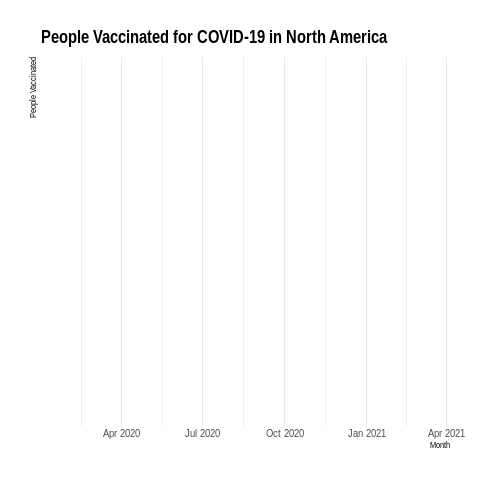 People Vaccinated for COVID-19 in North America
People Vaccinated
Apr 2020 Jul 2020 Oct 2020 Jan 2021 Apr 2021
Month